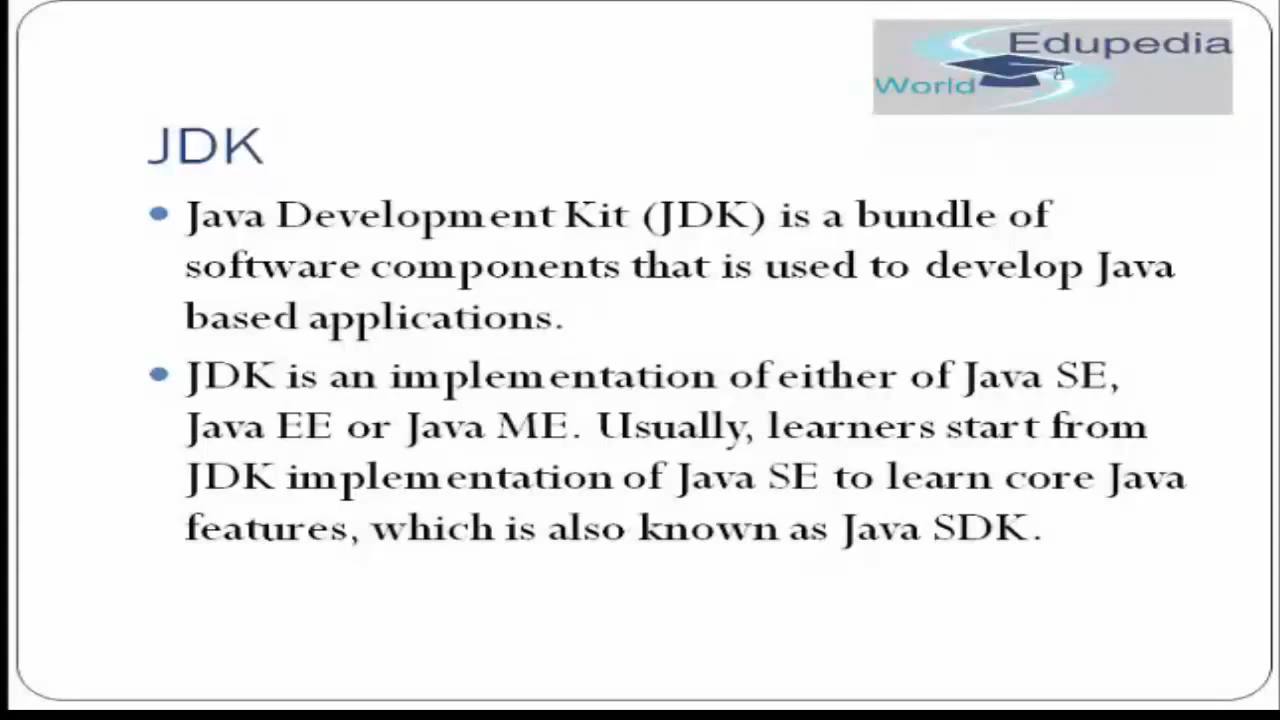 Edupedia
World
JDK
Java Development Kit (JDK) is a bundle of
software components that is used to develop Java
based applications.
JDK is an implementation of either of Java SE,
Java EE or Java ME. Usually, learners start from
JDK implementation of Java SE to learn core Java
features, which is also known as Java SDK.